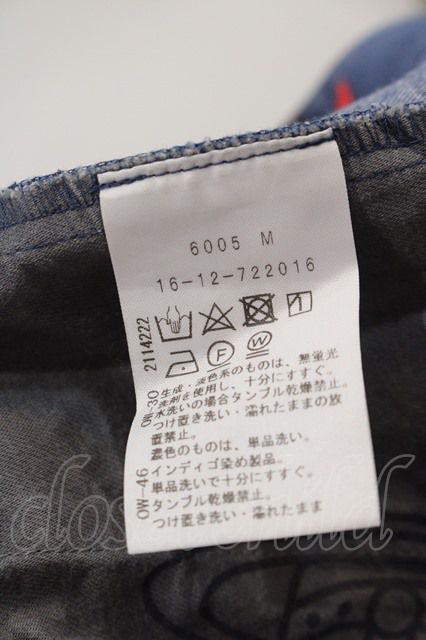 6005 M
16-12-722016
2114222
F
W
OW-30
生成・淡色系のものは、無蛍光
洗剤を使用し、十分にすすぐ。
水洗いの場合タンブル乾燥禁止。
つけ置き洗い・濡れたままの放
置禁止。
濃色のものは、単品洗い。
OW-46
インディゴ染め製品。
単品洗いで十分にすすぐ。
タンブル乾燥禁止。
つけ置き洗い・濡れたまま
closet child